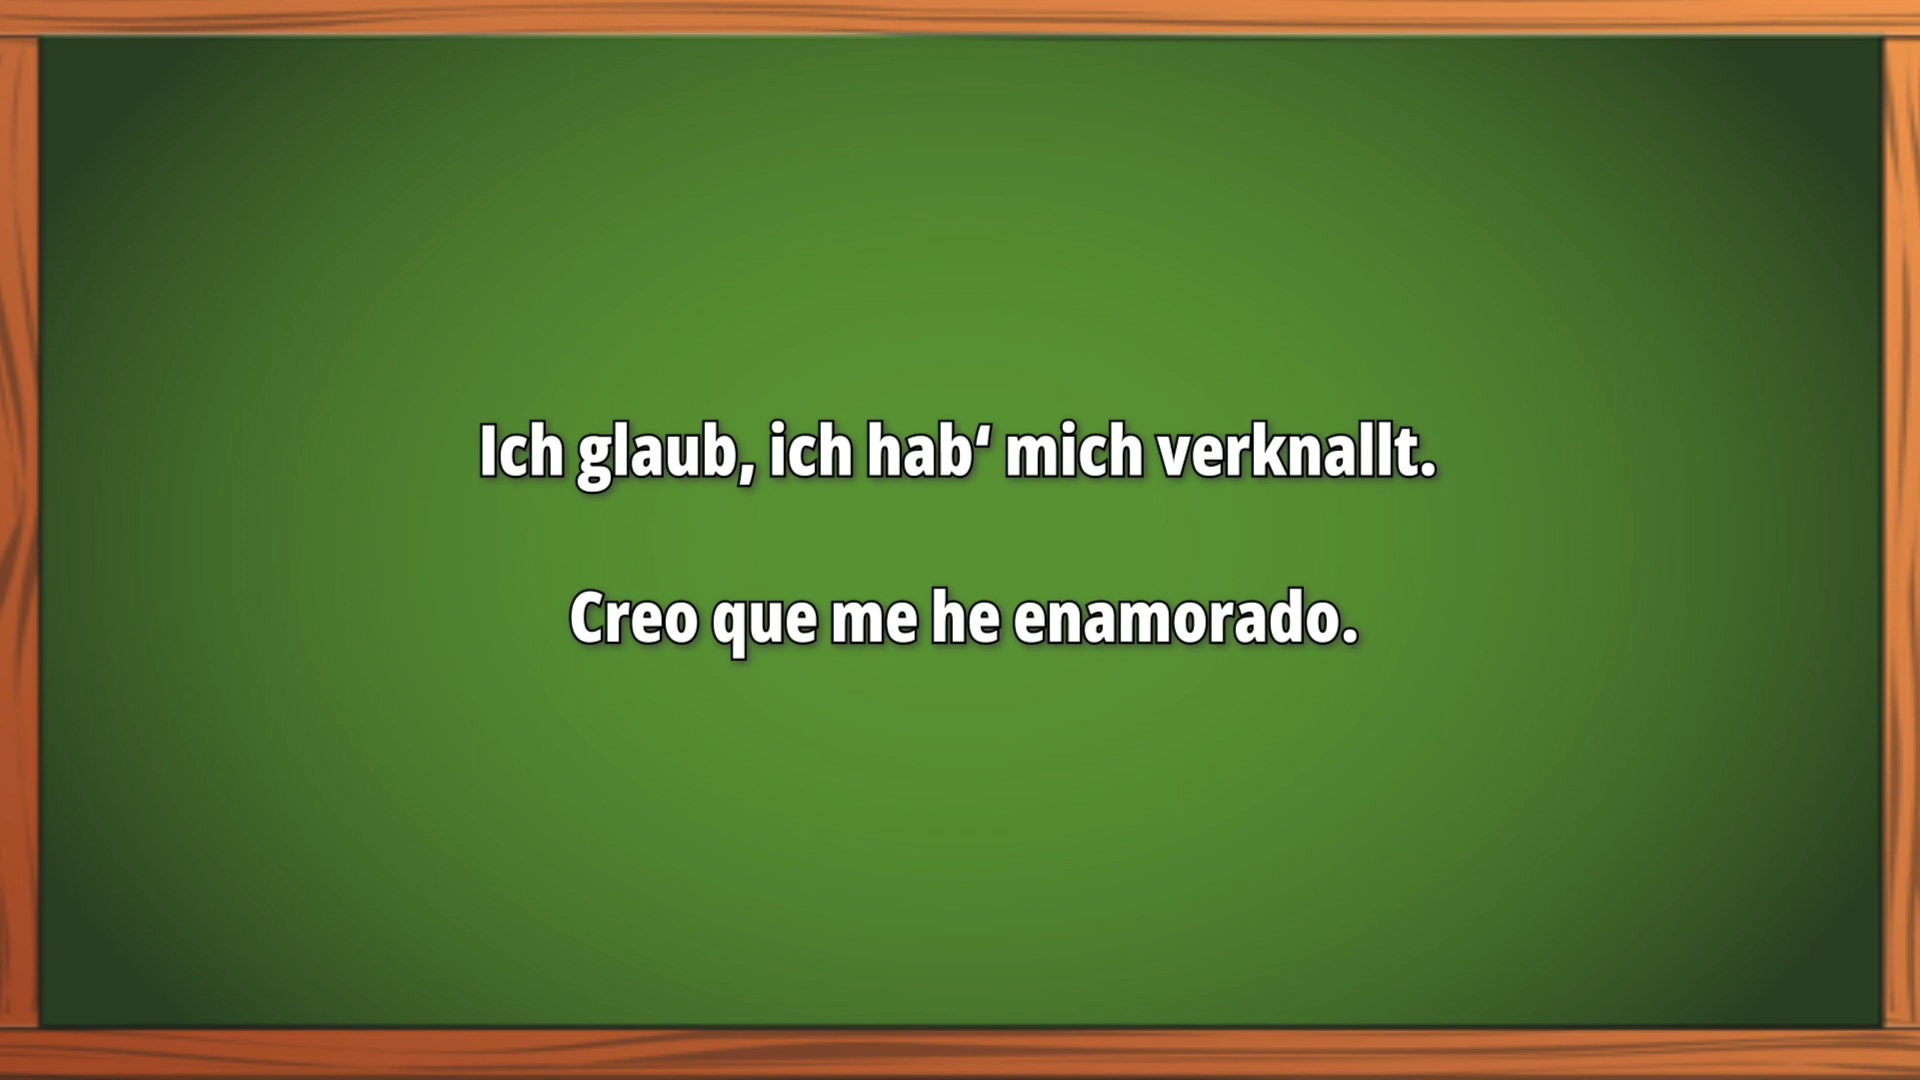 Ich glaub, ich hab‘ mich verknallt.
Creo que me he enamorado.